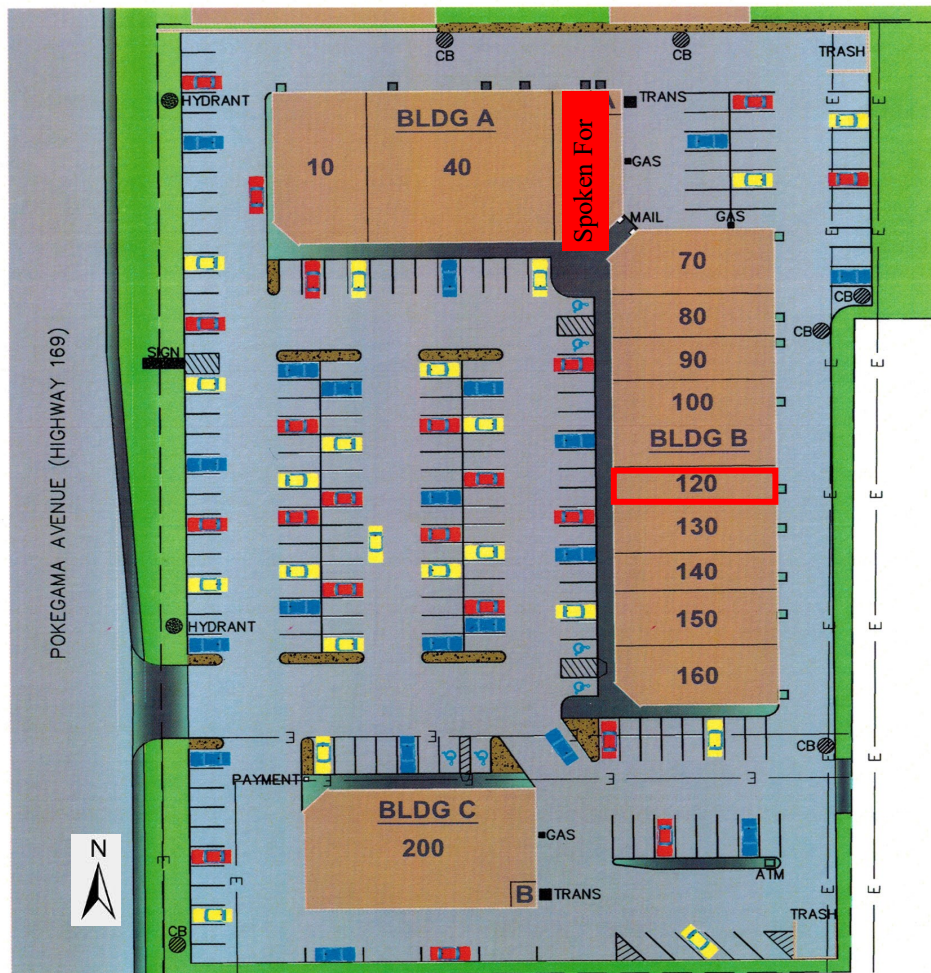 CB
CB
TRASH
HYDRANT
BLDG A
TRANS
10
40
Spoken For
GAS
MAIL
GAS
70
80
CB
CB
90
SIGN
100
BLDG B
120
130
140
150
160
POKEGAMA AVENUE (HIGHWAY 169)
HYDRANT
E
E
E
E
E
E
E
E
E
E
E
CB
E
E
E
E
PAYMENT
BLDG C
200
GAS
B
TRANS
ATM
N
E
E
E
E
CB
TRASH